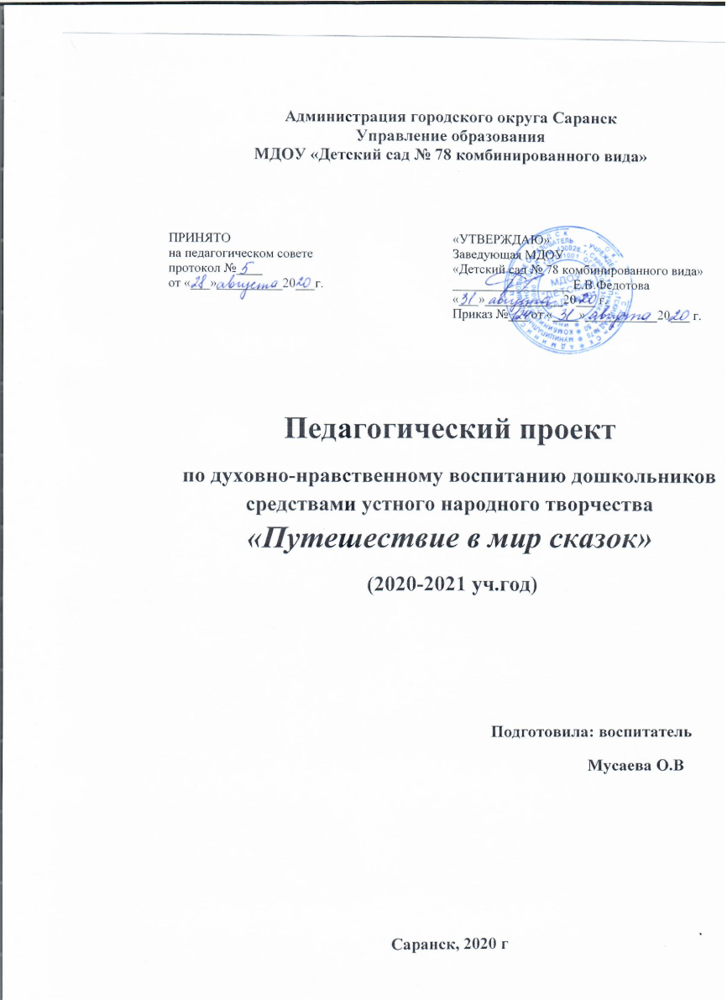 Администрация городского округа Саранск
Управление образования
МДОУ «Детский сад № 78 комбинированного вида»
ПРИНЯТО
на педагогическом совете
протокол № 5
от «28» августа 2020 г.
«УТВЕРЖДАЮ»
Заведующая МДОУ
«Детский сад № 78 комбинированного вида»
Е.В.Федотова
«31» августа 2020 г.
Приказ № от «31» августа 2020 г.
Педагогический проект
по духовно-нравственному воспитанию дошкольников
средствами устного народного творчества
«Путешествие в мир сказок»
(2020-2021 уч.год)
Подготовила: воспитатель
Мусаева О.В
Саранск, 2020 г